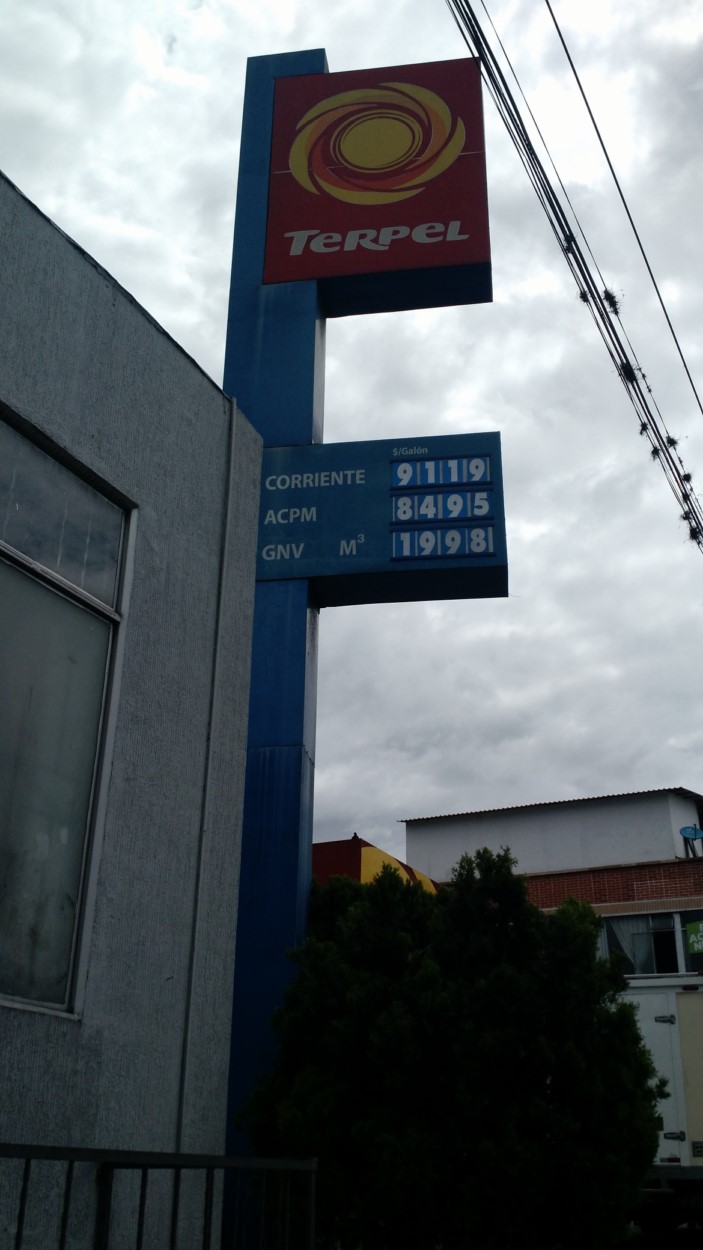 Terpel
$/Galón
CORRIENTE 9119
ACPM 8495
GNV M³ 1998